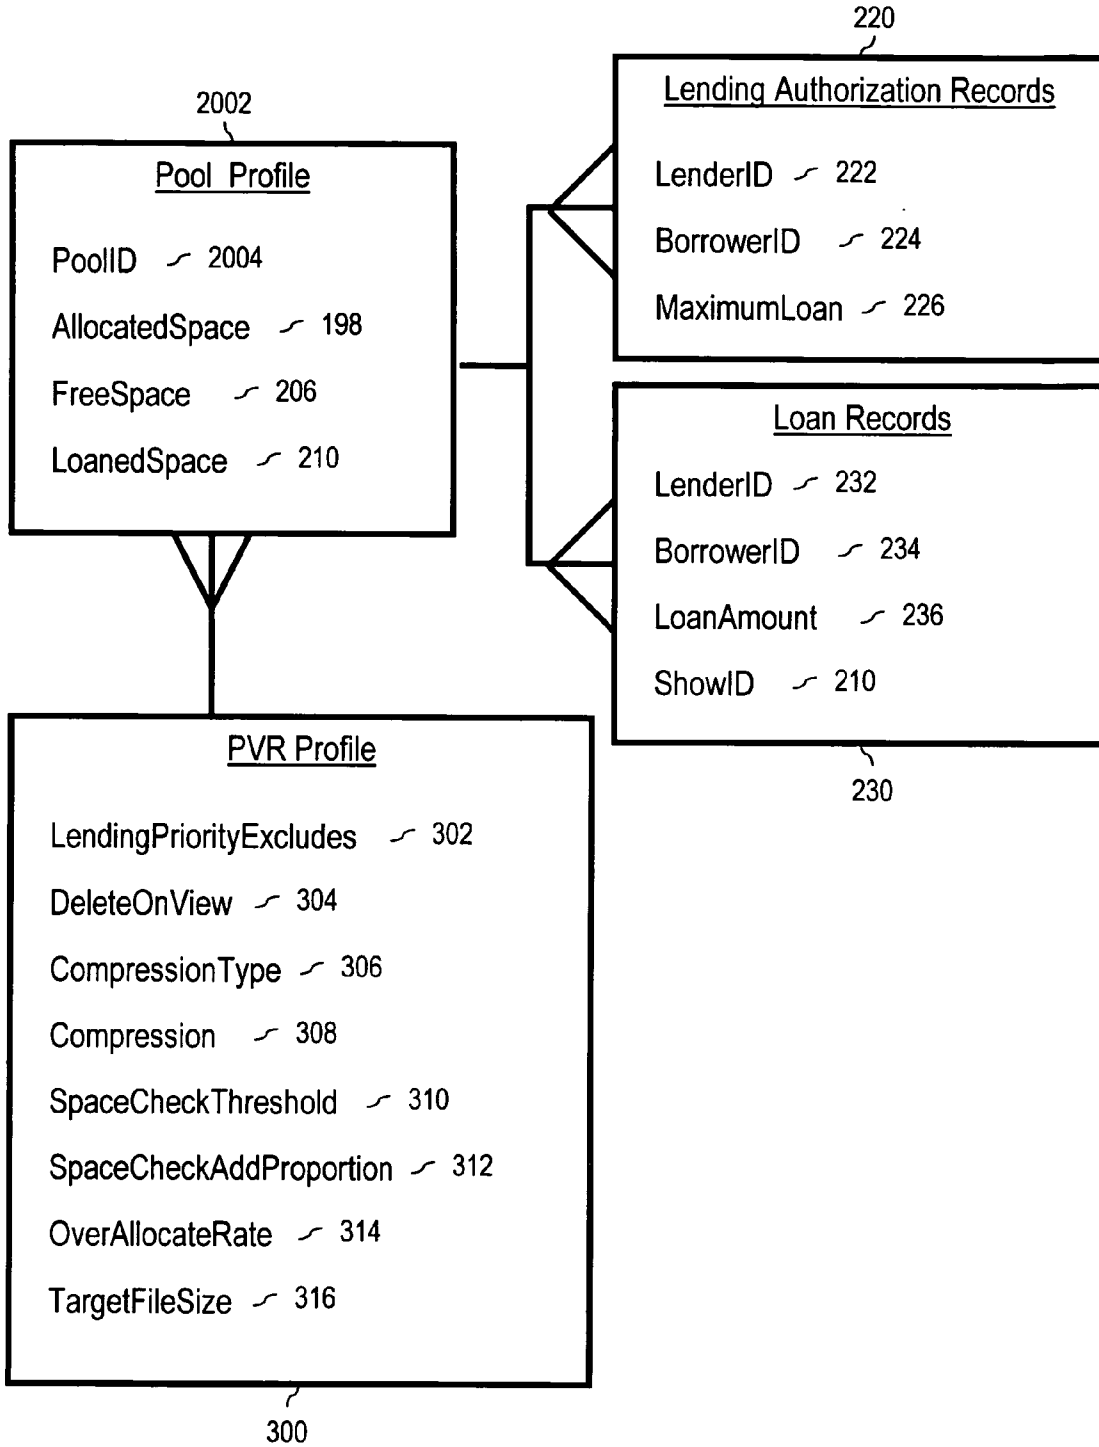 220
Lending Authorization Records
LenderID 222
BorrowerID 224
MaximumLoan 226
2002
Pool Profile
PoolID 2004
AllocatedSpace 198
FreeSpace 206
LoanedSpace 210
Loan Records
LenderID 232
BorrowerID 234
LoanAmount 236
ShowID 210
230
PVR Profile
LendingPriorityExcludes 302
DeleteOnView 304
CompressionType 306
Compression 308
SpaceCheckThreshold 310
SpaceCheckAddProportion 312
OverAllocateRate 314
TargetFileSize 316
300